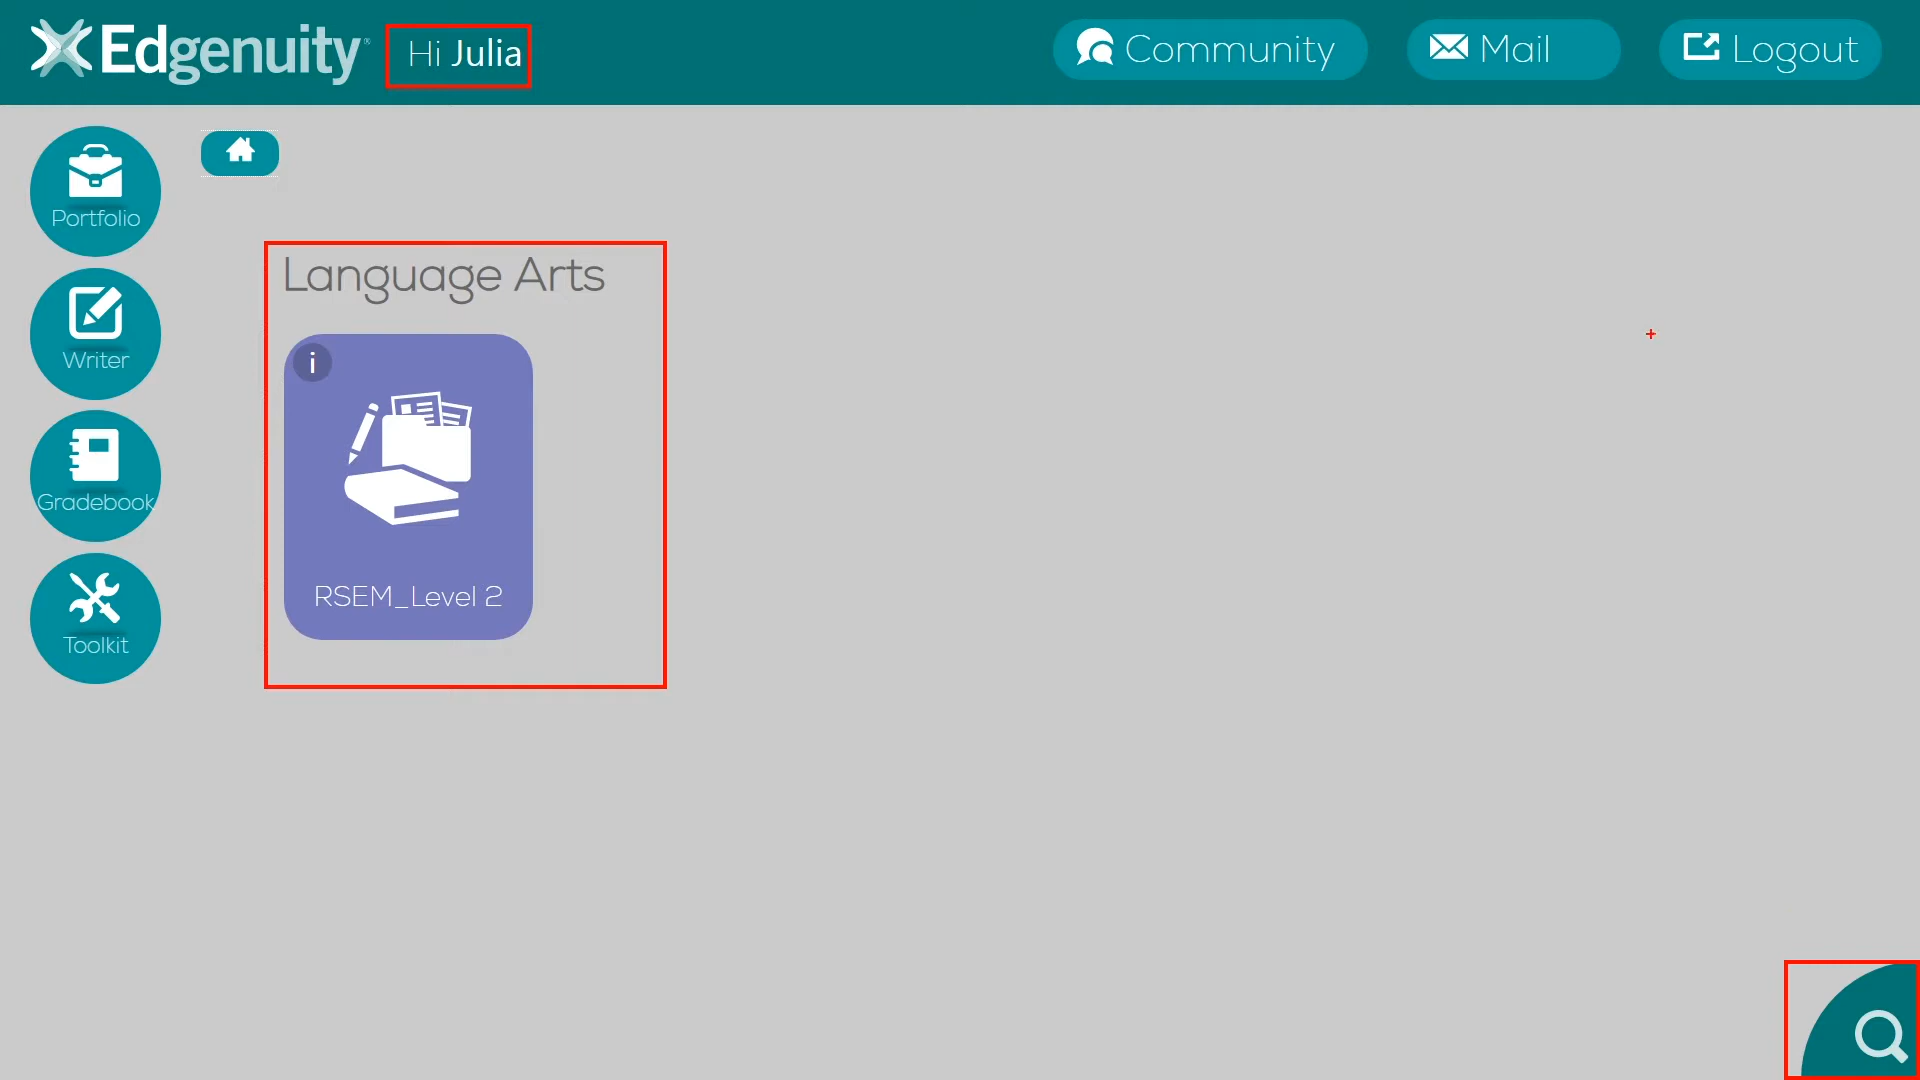 Edgenuity® Hi Julia Community Mail Logout
Portfolio
Writer
Gradebook
Toolkit
Language Arts
i
RSEM_Level 2